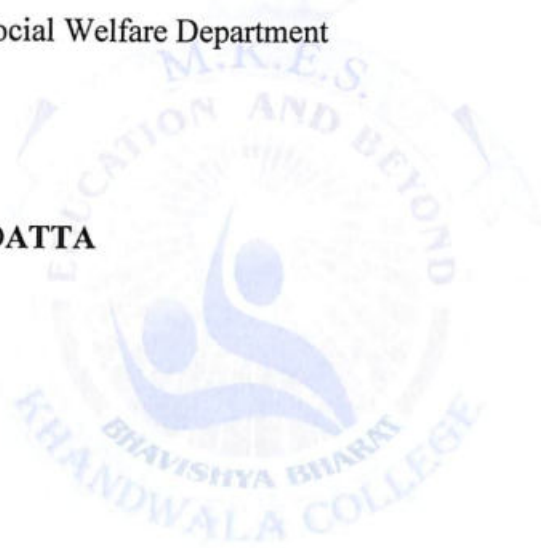 ocial Welfare Department
M.K.E.S.
EDUCATION AND BEYOND
DATTA
BHAVISHYA BHARAT
KHANDWALA COLLEGE